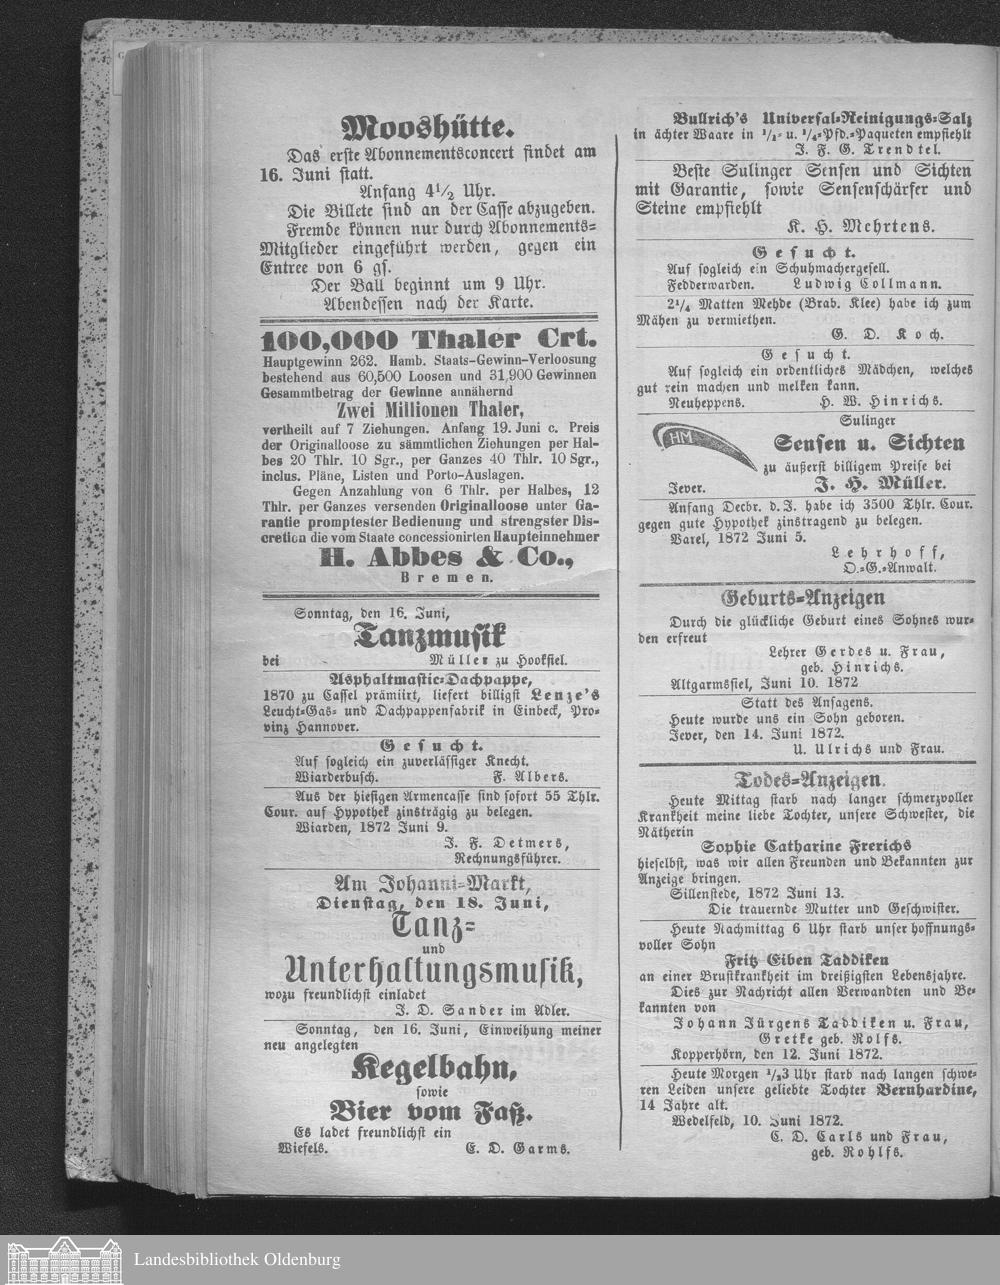 Mooshütte.
Das erste Abonnementsconcert findet am
16. Juni statt.
Anfang 4½ Uhr.
Die Billete sind an der Casse abzugeben.
Fremde können nur durch Abonnements=
Mitglieder eingeführt werden, gegen ein
Entree von 6 gs.
Der Ball beginnt um 9 Uhr.
Abendessen nach der Karte.
100,000 Thaler Crt.
Hauptgewinn 262. Hamb. Staats-Gewinn-Verloosung
bestehend aus 60,500 Loosen und 31,900 Gewinnen
Gesammtbetrag der Gewinne annähernd
Zwei Millionen Thaler,
vertheilt auf 7 Ziehungen. Anfang 19. Juni c. Preis
der Originalloose zu sämmtlichen Ziehungen per Hal-
bes 20 Thlr. 10 Sgr., per Ganzes 40 Thlr. 10 Sgr.,
inclus. Pläne, Listen und Porto-Auslagen.
Gegen Anzahlung von 6 Thlr. per Halbes, 12
Thlr. per Ganzes versenden Originalloose unter Ga-
rantie promptester Bedienung und strengster Dis-
cretion die vom Staate concessionirten Haupteinnehmer
H. Abbes & Co.,
Bremen.
Sonntag, den 16. Juni,
Tanzmusik
bei Müller zu Hooksiel.
Asphaltmastic=Dachpappe,
1870 zu Cassel prämiirt, liefert billigst Lenze's
Leucht=Gas= und Dachpappenfabrik in Einbeck, Pro=
vinz Hannover.
Gesucht.
Auf sogleich ein zuverlässiger Knecht.
Wiarderbusch. F. Albers.
Aus der hiesigen Armencasse sind sofort 55 Thlr.
Cour. auf Hypothek zinsträgig zu belegen.
Wiarden, 1872 Juni 9.
J. F. Detmers,
Rechnungsführer.
Am Johanni=Markt,
Dienstag, den 18. Juni,
Tanz=
und
Unterhaltungsmusik,
wozu freundlichst einladet
J. D. Sander im Adler.
Sonntag, den 16. Juni, Einweihung meiner
neu angelegten
Kegelbahn,
sowie
Bier vom Faß.
Es ladet freundlichst ein
Wiefels. E. D. Garms.
Bullrich's Universal=Reinigungs=Salz
in ächter Waare in 1/1= u. 1/4=Pfd.=Paqueten empfiehlt
J. F. G. Trendtel.
Beste Sulinger Sensen und Sichten
mit Garantie, sowie Sensenschärfer und
Steine empfiehlt
K. H. Mehrtens.
Gesucht.
Auf sogleich ein Schuhmachergesell.
Fedderwarden. Ludwig Collmann.
2¼ Matten Mehde (Brab. Klee) habe ich zum
Mähen zu vermiethen.
G. D. Koch.
Gesucht.
Auf sogleich ein ordentliches Mädchen, welches
gut rein machen und melken kann.
Neuheppens. H. W. Hinrichs.
HM
Sulinger
Sensen u. Sichten
zu äußerst billigem Preise bei
Jever. J. H. Müller.
Anfang Decbr. d. J. habe ich 3500 Thlr. Cour.
gegen gute Hypothek zinstragend zu belegen.
Varel, 1872 Juni 5.
Lehrhoff,
O.=G.=Anwalt.
Geburts=Anzeigen
Durch die glückliche Geburt eines Sohnes wur=
den erfreut
Lehrer Gerdes u. Frau,
geb. Hinrichs.
Altgarmssiel, Juni 10. 1872
Statt des Ansagens.
Heute wurde uns ein Sohn geboren.
Jever, den 14. Juni 1872.
U. Ulrichs und Frau.
Todes=Anzeigen.
Heute Mittag starb nach langer schmerzvoller
Krankheit meine liebe Tochter, unsere Schwester, die
Nätherin
Sophie Catharine Frerichs
hieselbst, was wir allen Freunden und Bekannten zur
Anzeige bringen.
Sillenstede, 1872 Juni 13.
Die trauernde Mutter und Geschwister.
Heute Nachmittag 6 Uhr starb unser hoffnungs=
voller Sohn
Fritz Eiben Taddiken
an einer Brustkrankheit im dreißigsten Lebensjahre.
Dies zur Nachricht allen Verwandten und Be=
kannten von
Johann Jürgens Taddiken u. Frau,
Gretke geb. Rolfs.
Kopperhörn, den 12. Juni 1872.
Heute Morgen ½3 Uhr starb nach langen schwe=
ren Leiden unsere geliebte Tochter Bernhardine,
14 Jahre alt.
Wedelfeld, 10. Juni 1872.
C. D. Carls und Frau,
geb. Rohlfs.
Landesbibliothek Oldenburg